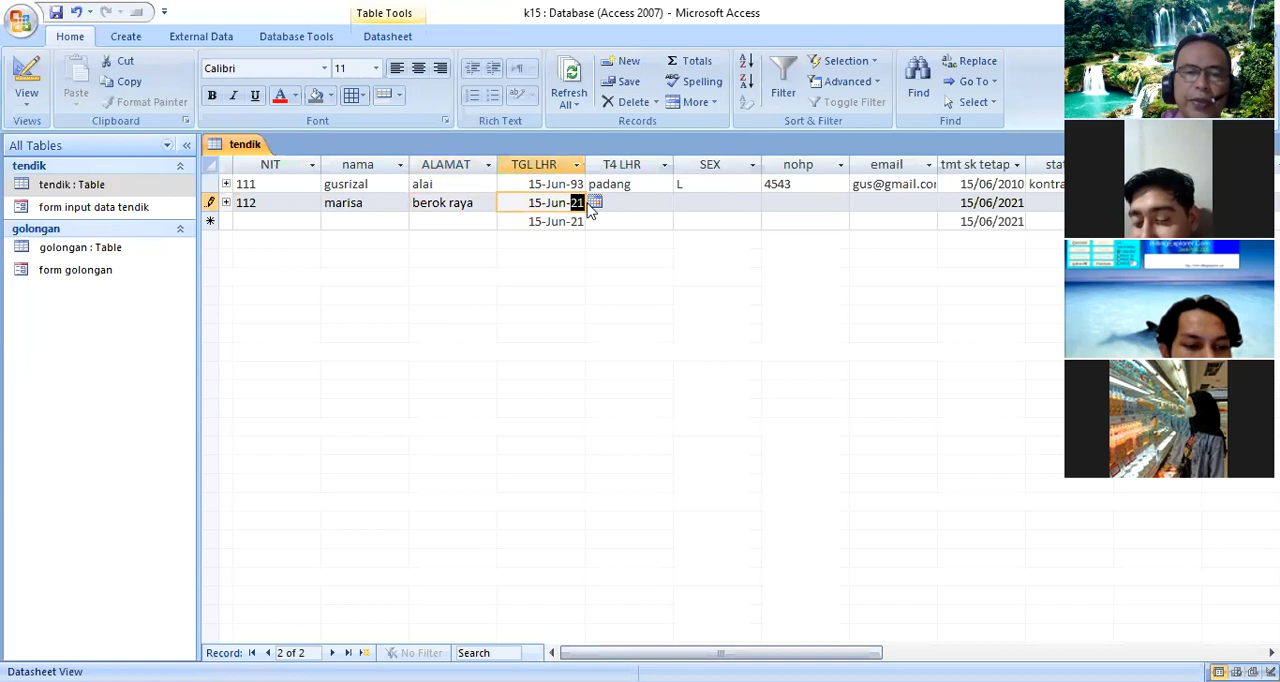 Table Tools
k15 : Database (Access 2007) - Microsoft Access
Home
Create
External Data
Database Tools
Datasheet
View
Views
Paste
Cut
Copy
Format Painter
Clipboard
Calibri
11
B I U A
Font
Rich Text
Refresh All
New
Save
Delete
Totals
Spelling
More
Records
Filter
Selection
Advanced
Toggle Filter
Sort & Filter
Find
Replace
Go To
Select
Find
All Tables
tendik
tendik : Table
form input data tendik
golongan
golongan : Table
form golongan
tendik
NIT nama ALAMAT TGL LHR T4 LHR SEX nohp email tmt sk tetap stat
111 gusrizal alai 15-Jun-93 padang L 4543 gus@gmail.com 15/06/2010 kontra
112 marisa berok raya 15-Jun-21 15/06/2021
15-Jun-21 15/06/2021
Record: 2 of 2 No Filter Search
Datasheet View